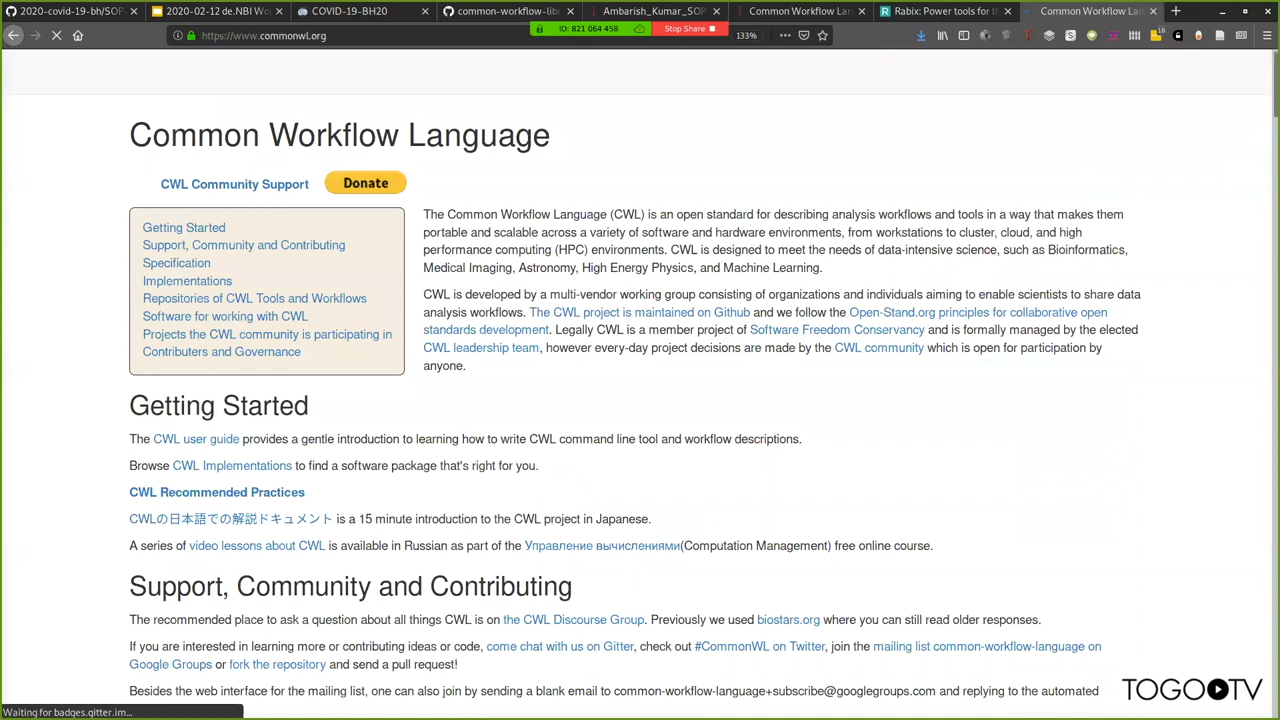 2020-covid-19-bh/SOP
2020-02-12 de.NBI Wo
COVID-19-BH20
common-workflow-lib
Ambarish_Kumar_SOP
Common Workflow Lan
Rabix: Power tools for th
Common Workflow Lan
https://www.commonwl.org
ID: 821 064 458
Stop Share
133%
Common Workflow Language
CWL Community Support
Donate
Getting Started
Support, Community and Contributing
Specification
Implementations
Repositories of CWL Tools and Workflows
Software for working with CWL
Projects the CWL community is participating in
Contributers and Governance
The Common Workflow Language (CWL) is an open standard for describing analysis workflows and tools in a way that makes them
portable and scalable across a variety of software and hardware environments, from workstations to cluster, cloud, and high
performance computing (HPC) environments. CWL is designed to meet the needs of data-intensive science, such as Bioinformatics,
Medical Imaging, Astronomy, High Energy Physics, and Machine Learning.
CWL is developed by a multi-vendor working group consisting of organizations and individuals aiming to enable scientists to share data
analysis workflows. The CWL project is maintained on Github and we follow the Open-Stand.org principles for collaborative open
standards development. Legally CWL is a member project of Software Freedom Conservancy and is formally managed by the elected
CWL leadership team, however every-day project decisions are made by the CWL community which is open for participation by
anyone.
Getting Started
The CWL user guide provides a gentle introduction to learning how to write CWL command line tool and workflow descriptions.
Browse CWL Implementations to find a software package that's right for you.
CWL Recommended Practices
CWLの日本語での解説ドキュメント is a 15 minute introduction to the CWL project in Japanese.
A series of video lessons about CWL is available in Russian as part of the Управление вычислениями(Computation Management) free online course.
Support, Community and Contributing
The recommended place to ask a question about all things CWL is on the CWL Discourse Group. Previously we used biostars.org where you can still read older responses.
If you are interested in learning more or contributing ideas or code, come chat with us on Gitter, check out #CommonWL on Twitter, join the mailing list common-workflow-language on
Google Groups or fork the repository and send a pull request!
Besides the web interface for the mailing list, one can also join by sending a blank email to common-workflow-language+subscribe@googlegroups.com and replying to the automated
Waiting for badges.gitter.im...
TOGO TV